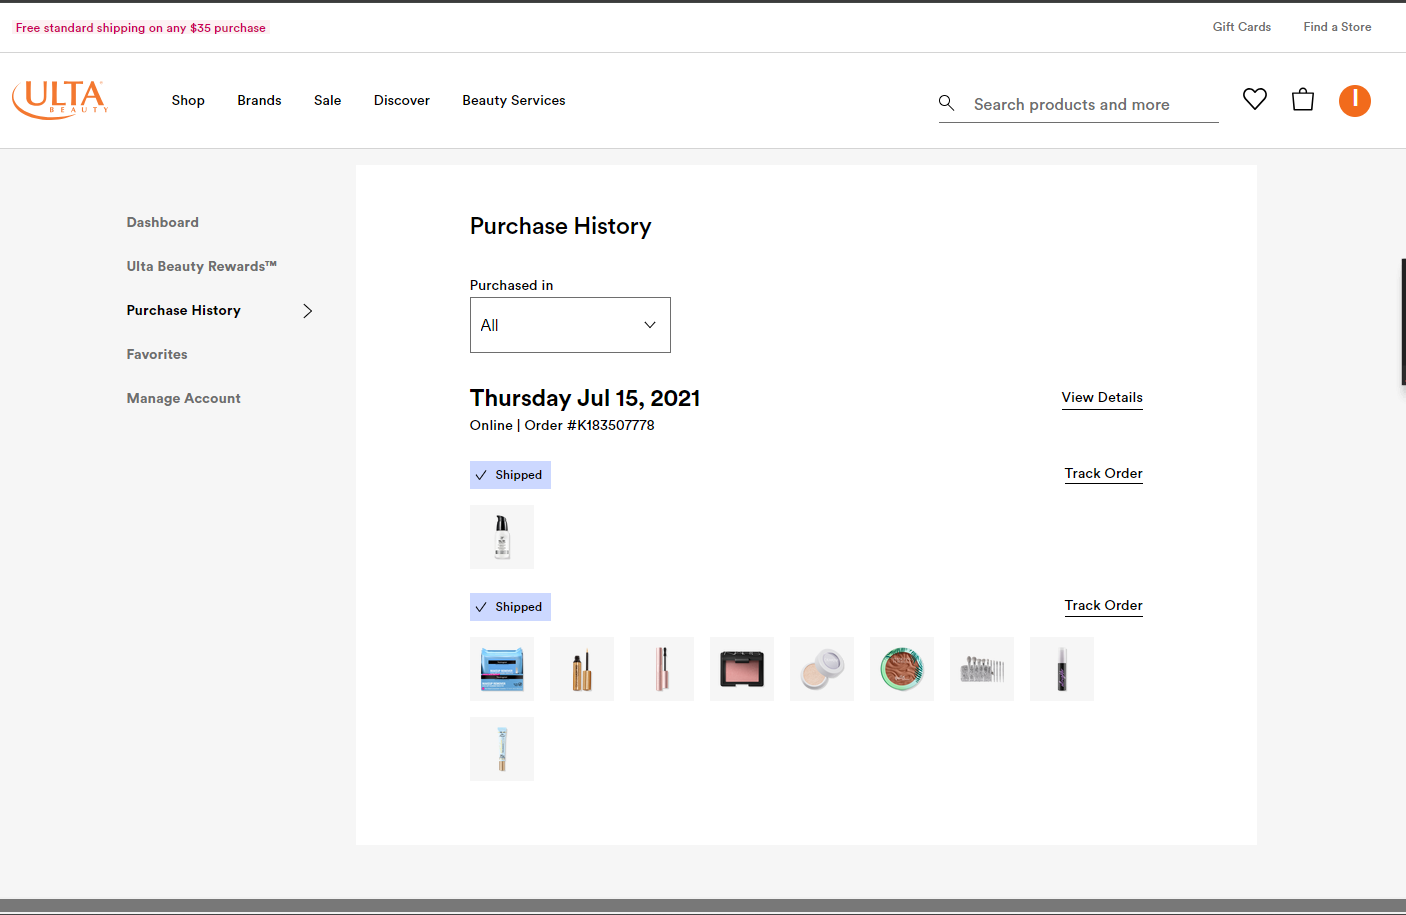 Free standard shipping on any $35 purchase
Gift Cards
Find a Store
ULTA
BEAUTY
Shop
Brands
Sale
Discover
Beauty Services
Search products and more
I
Dashboard
Ulta Beauty Rewards™
Purchase History
Favorites
Manage Account
Purchase History
Purchased in
All
Thursday Jul 15, 2021
View Details
Online | Order #K183507778
Shipped
Track Order
Shipped
Track Order